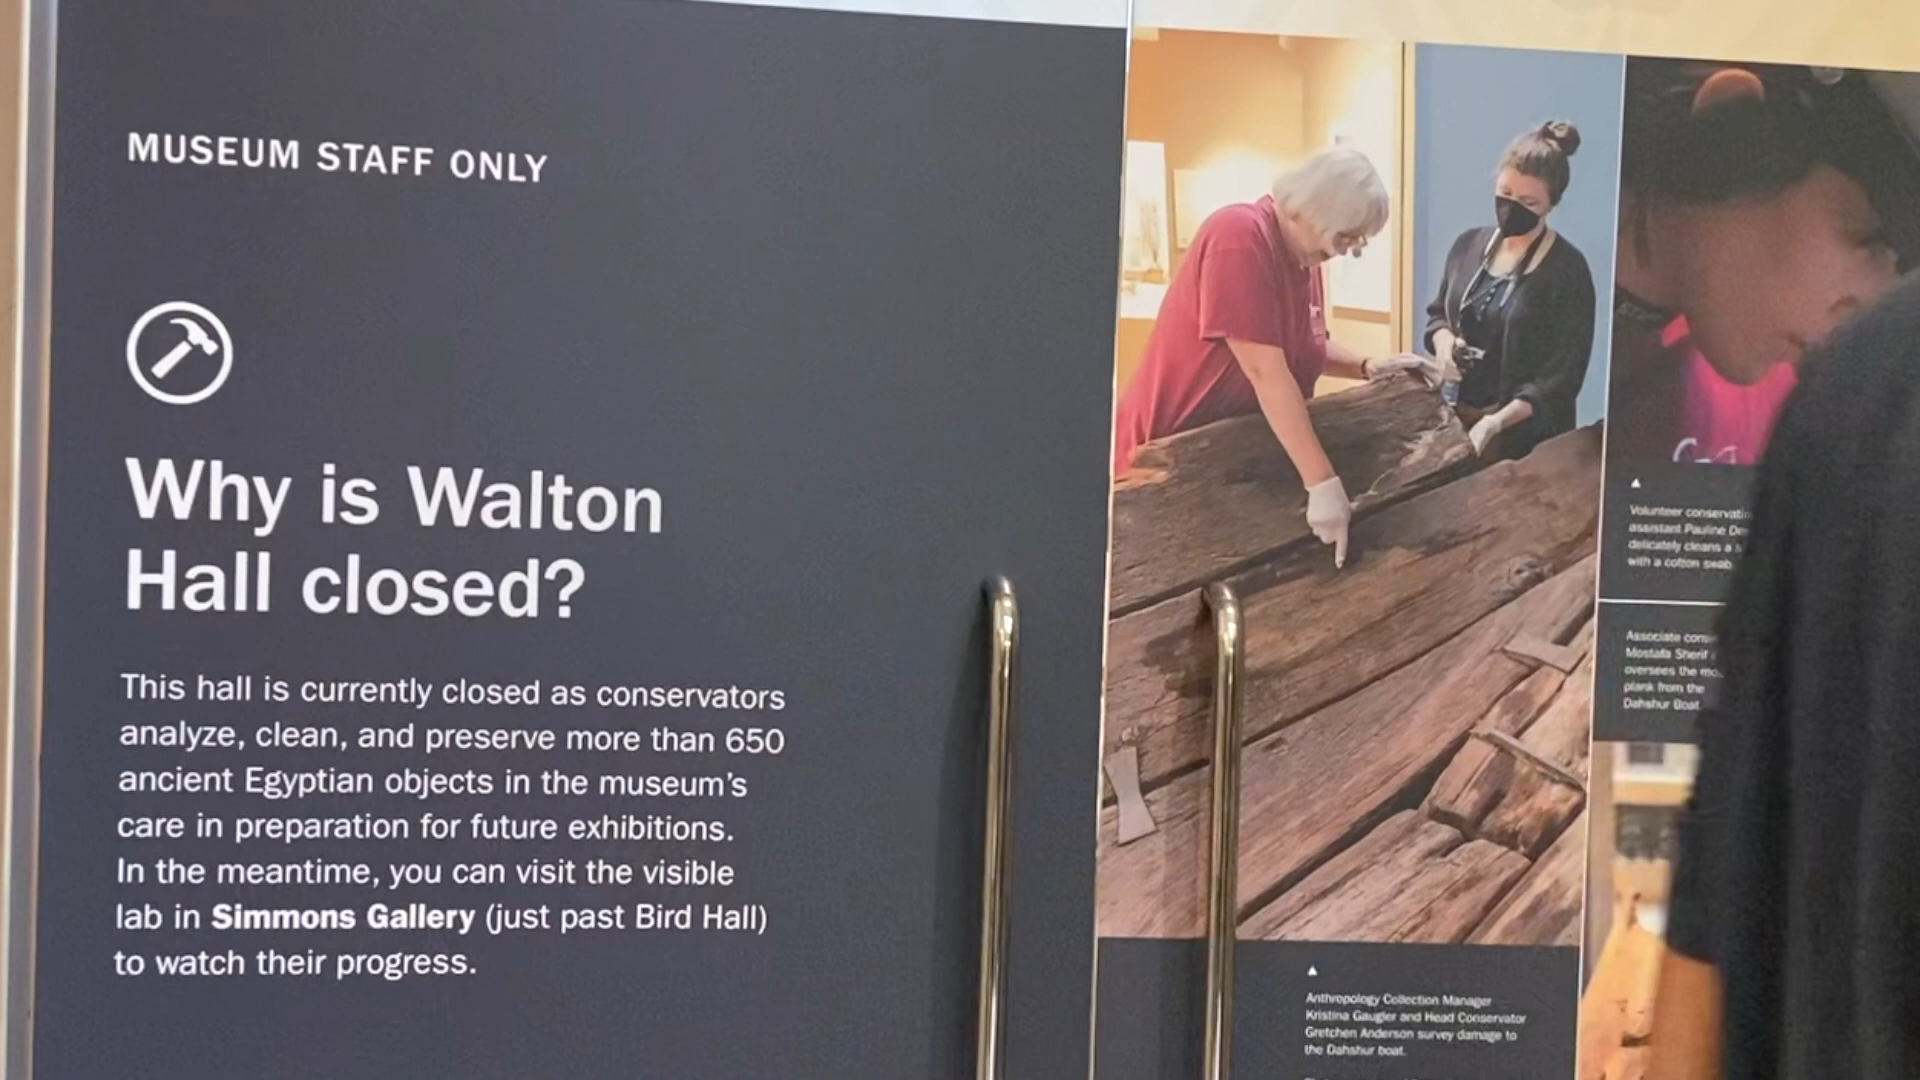 MUSEUM STAFF ONLY
Why is Walton
Hall closed?
This hall is currently closed as conservators
analyze, clean, and preserve more than 650
ancient Egyptian objects in the museum's
care in preparation for future exhibitions.
In the meantime, you can visit the visible
lab in Simmons Gallery (just past Bird Hall)
to watch their progress.
Anthropology Collection Manager
Kristina Gaugler and Head Conservator
Gretchen Anderson survey damage to
the Dahshur boat.
Volunteer
assistant Pauline
delicately cleans a
with a cotton swab
Associate
Mostafa Sherif
oversees the
plank from the
Dahshur Boat.